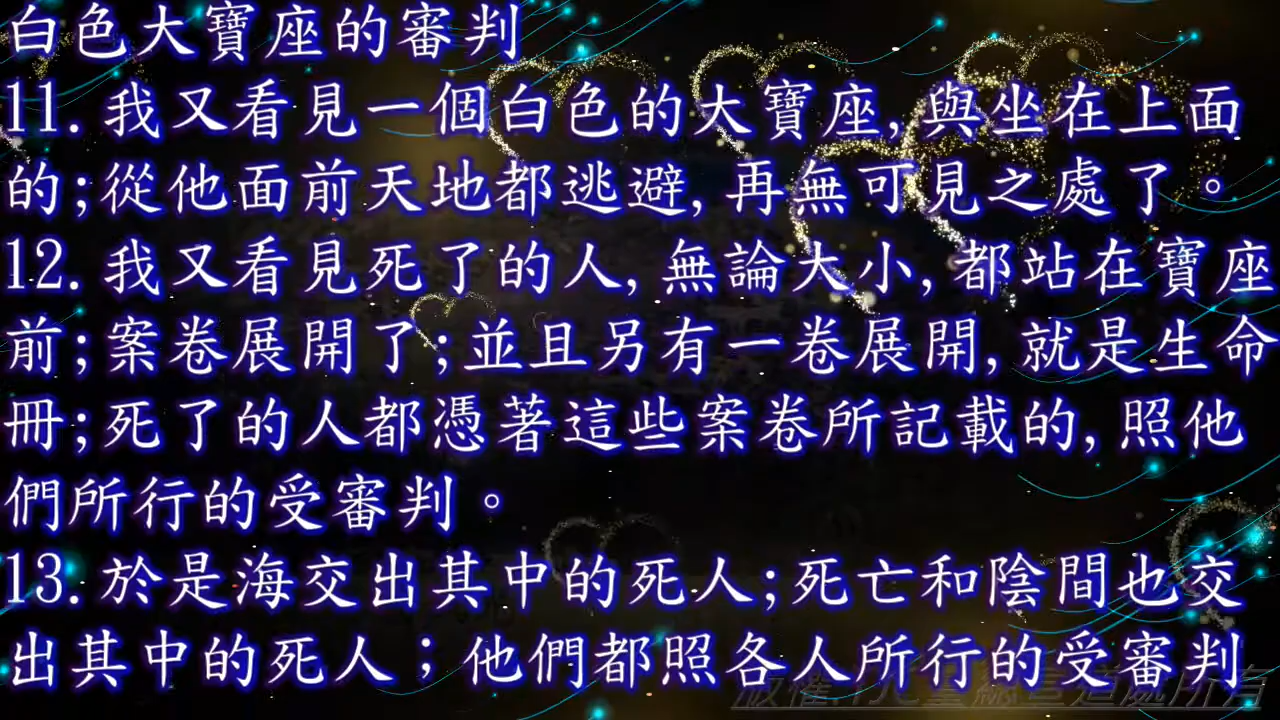 白色大寶座的審判
11. 我又看見一個白色的大寶座,與坐在上面
的;從他面前天地都逃避,再無可見之處了。
12. 我又看見死了的人,無論大小,都站在寶座
前;案卷展開了;並且另有一卷展開,就是生命
冊;死了的人都憑著這些案卷所記載的,照他
們所行的受審判。
13. 於是海交出其中的死人;死亡和陰間也交
出其中的死人；他們都照各人所行的受審判